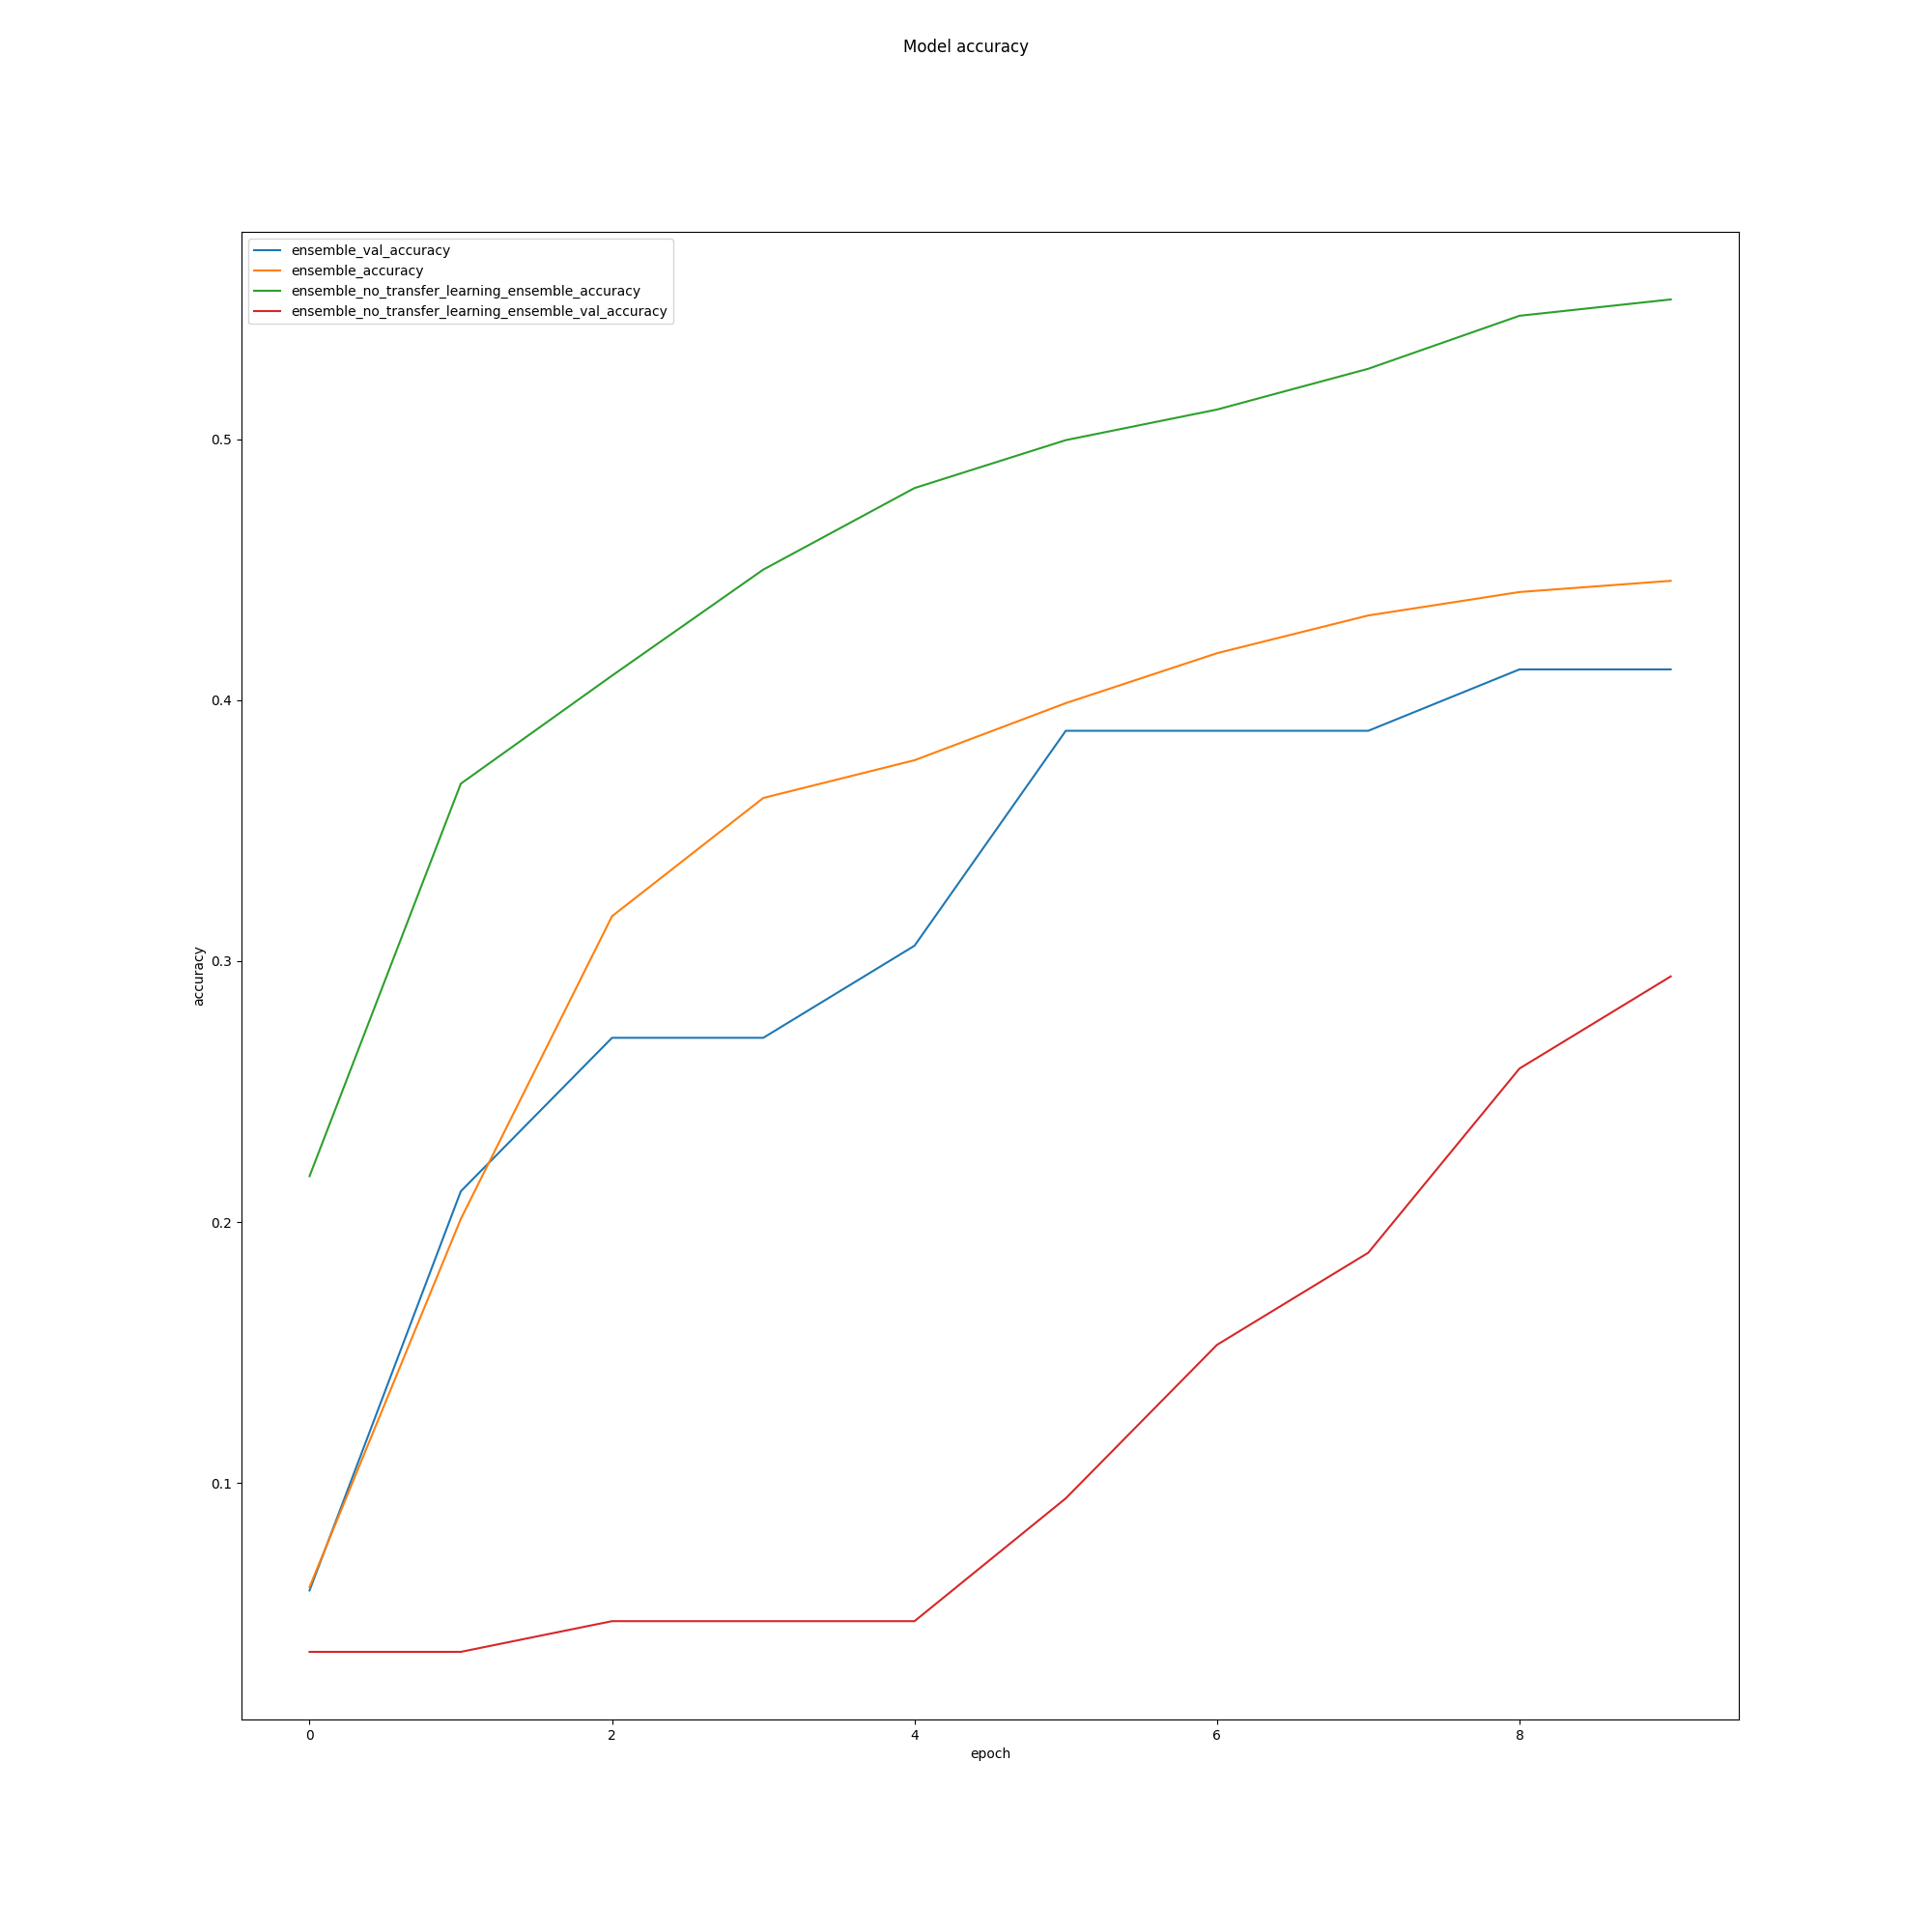 Model accuracy
ensemble_val_accuracy
ensemble_accuracy
ensemble_no_transfer_learning_ensemble_accuracy
ensemble_no_transfer_learning_ensemble_val_accuracy
0.5
0.4
0.3
0.2
0.1
accuracy
0 2 4 6 8
epoch